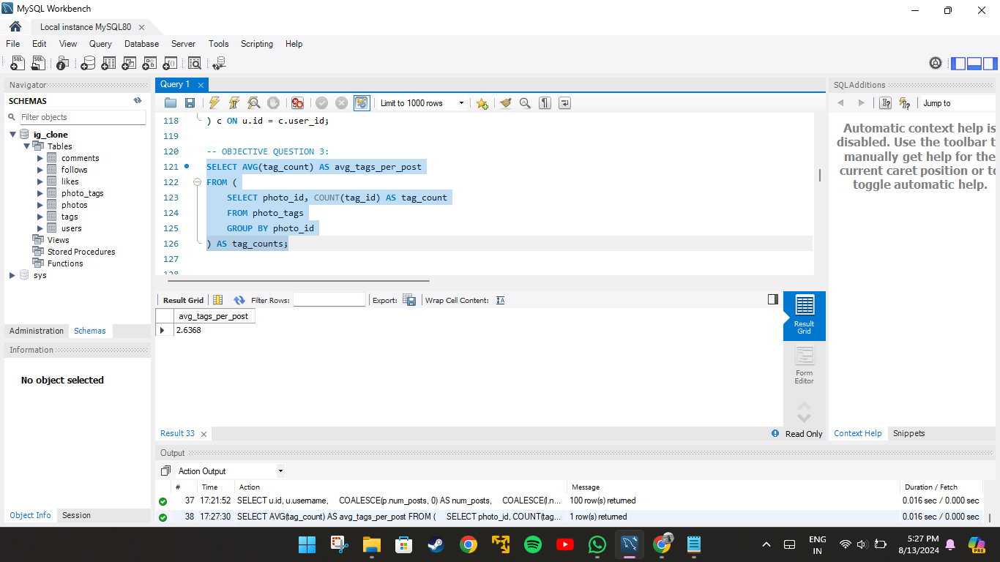 MySQL Workbench
Local instance MySQL80
File Edit View Query Database Server Tools Scripting Help
Navigator
SCHEMAS
Filter objects
ig_clone
Tables
comments
follows
likes
photo_tags
photos
tags
users
Views
Stored Procedures
Functions
sys
Administration Schemas
Information
No object selected
Object Info Session
Query 1
Limit to 1000 rows
118 ) c ON u.id = c.user_id;
119
120 -- OBJECTIVE QUESTION 3:
121 SELECT AVG(tag_count) AS avg_tags_per_post
122 FROM (
123 SELECT photo_id, COUNT(tag_id) AS tag_count
124 FROM photo_tags
125 GROUP BY photo_id
126 ) AS tag_counts;
127
128
Result Grid Filter Rows: Export: Wrap Cell Content:
avg_tags_per_post
2.6368
Result Grid
Form Editor
Result 33
Read Only
SQLAdditions
Jump to
Automatic context help is
disabled. Use the toolbar t
manually get help for the
current caret position or to
toggle automatic help.
Context Help Snippets
Output
Action Output
# Time Action Message Duration / Fetch
37 17:21:52 SELECT u.id, u.username, COALESCE(p.num_posts, 0) AS num_posts, COALESCE(l.n... 100 row(s) returned 0.016 sec / 0.000 sec
38 17:27:30 SELECT AVG(tag_count) AS avg_tags_per_post FROM ( SELECT photo_id, COUNT(tag... 1 row(s) returned 0.016 sec / 0.000 sec
ENG
IN
5:27 PM
8/13/2024
PRE